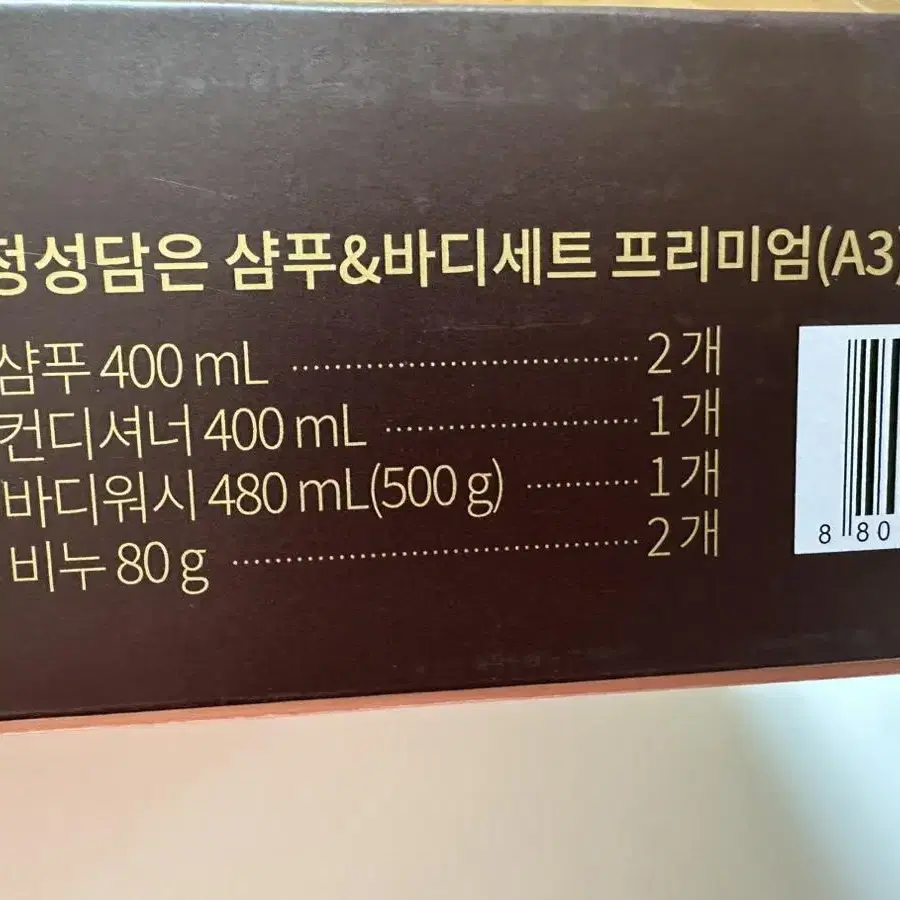 정성담은 샴푸&바디세트 프리미엄(A3)
샴푸 400 mL  2개
컨디셔너 400 mL 1개
바디워시 480 mL(500 g) 1개
비누 80 g 2개
8 80